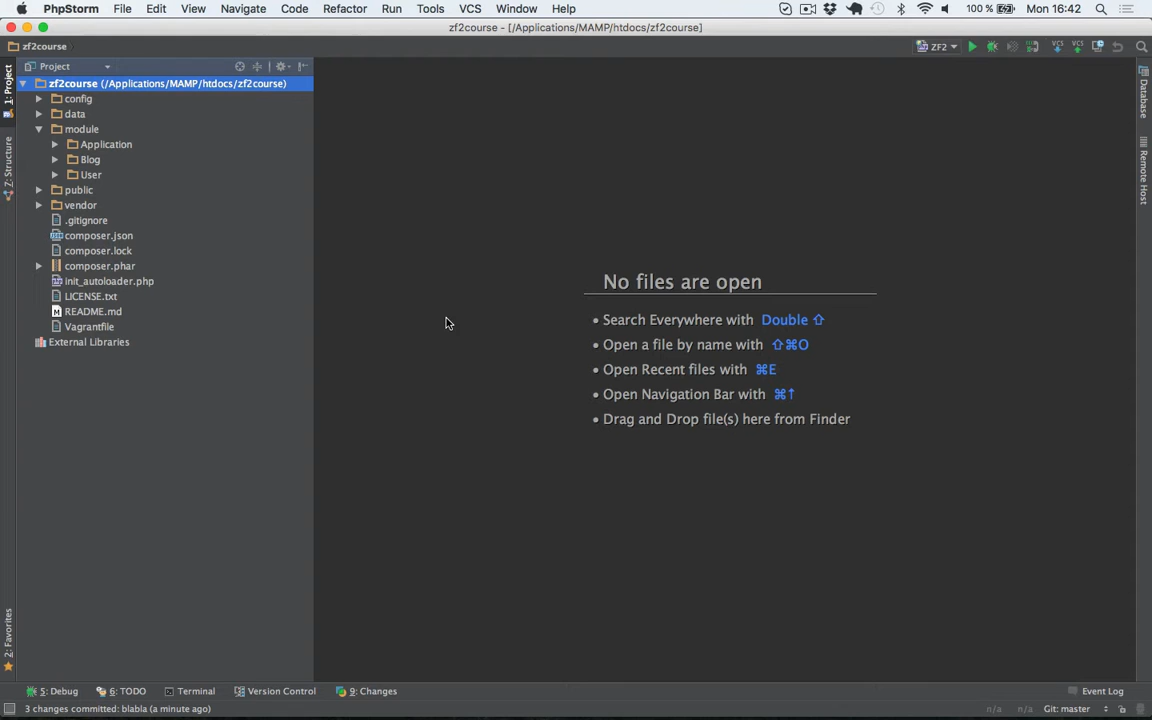 PhpStorm File Edit View Navigate Code Refactor Run Tools VCS Window Help 100 % Mon 16:42
zf2course - [/Applications/MAMP/htdocs/zf2course]
zf2course ZF2 VCS VCS
Project
zf2course (/Applications/MAMP/htdocs/zf2course)
config
data
module
Application
Blog
User
public
vendor
.gitignore
composer.json
composer.lock
composer.phar
init_autoloader.php
LICENSE.txt
README.md
Vagrantfile
External Libraries
1: Project
Z: Structure
2: Favorites
No files are open
• Search Everywhere with Double ⇧
• Open a file by name with ⇧⌘O
• Open Recent files with ⌘E
• Open Navigation Bar with ⌘↑
• Drag and Drop file(s) here from Finder
Database
Remote Host
5: Debug 6: TODO Terminal Version Control 9: Changes Event Log
3 changes committed: blabla (a minute ago) n/a n/a Git: master